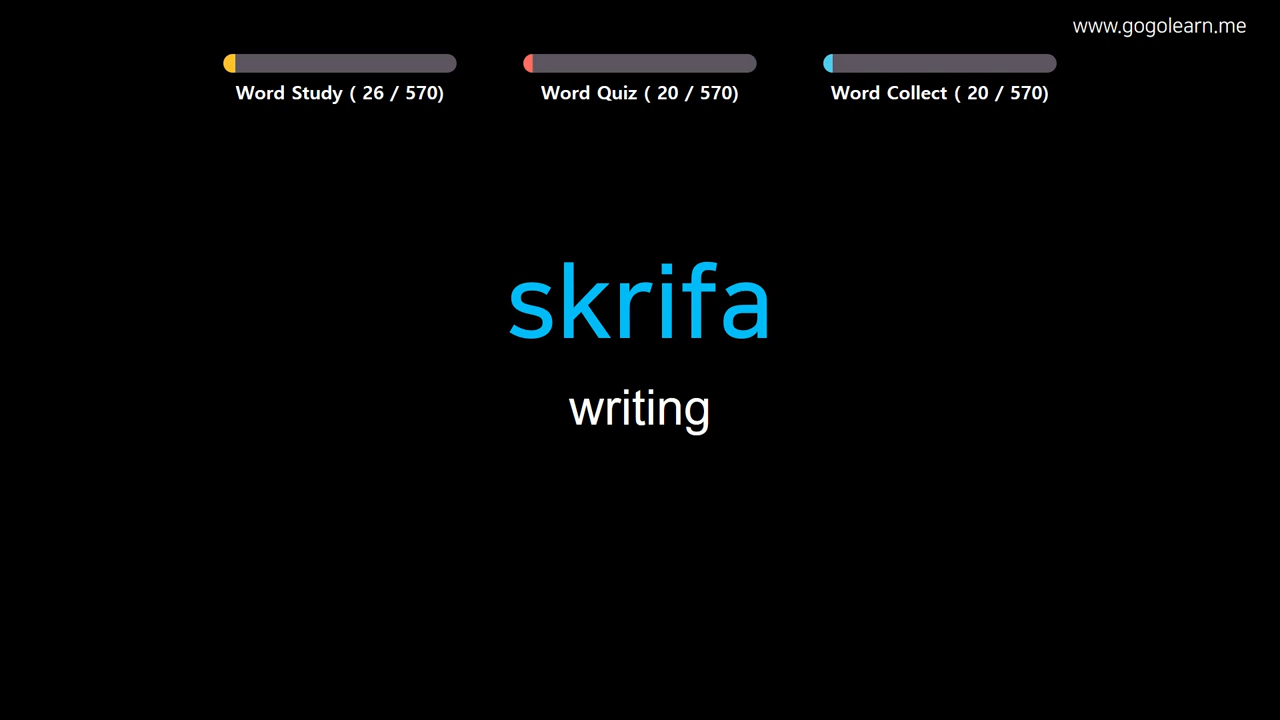 www.gogolearn.me
Word Study ( 26 / 570)
Word Quiz ( 20 / 570)
Word Collect ( 20 / 570)
skrifa
writing